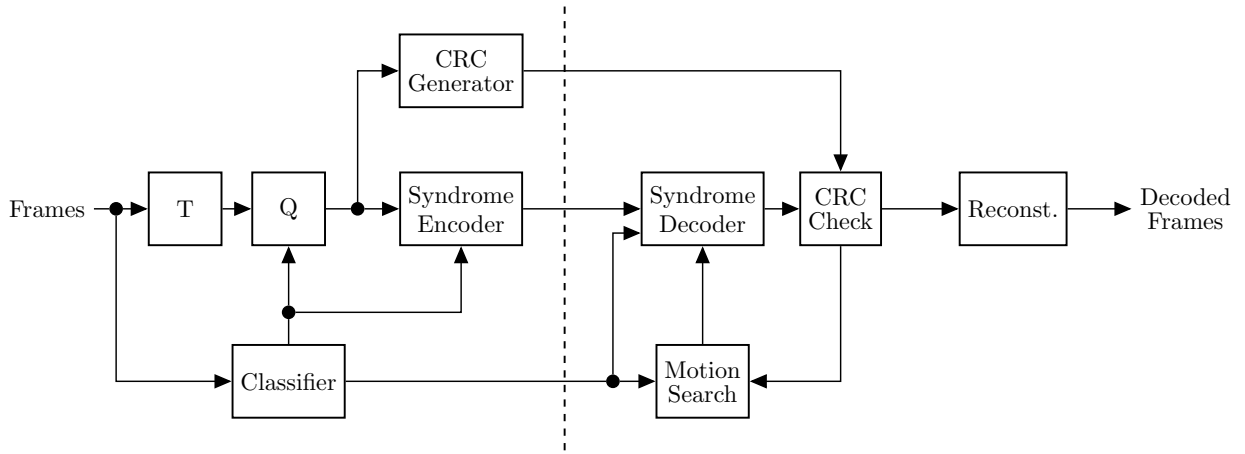 CRC
Generator
Frames
T
Q
Syndrome
Encoder
Syndrome
Decoder
CRC
Check
Reconst.
Decoded
Frames
Classifier
Motion
Search